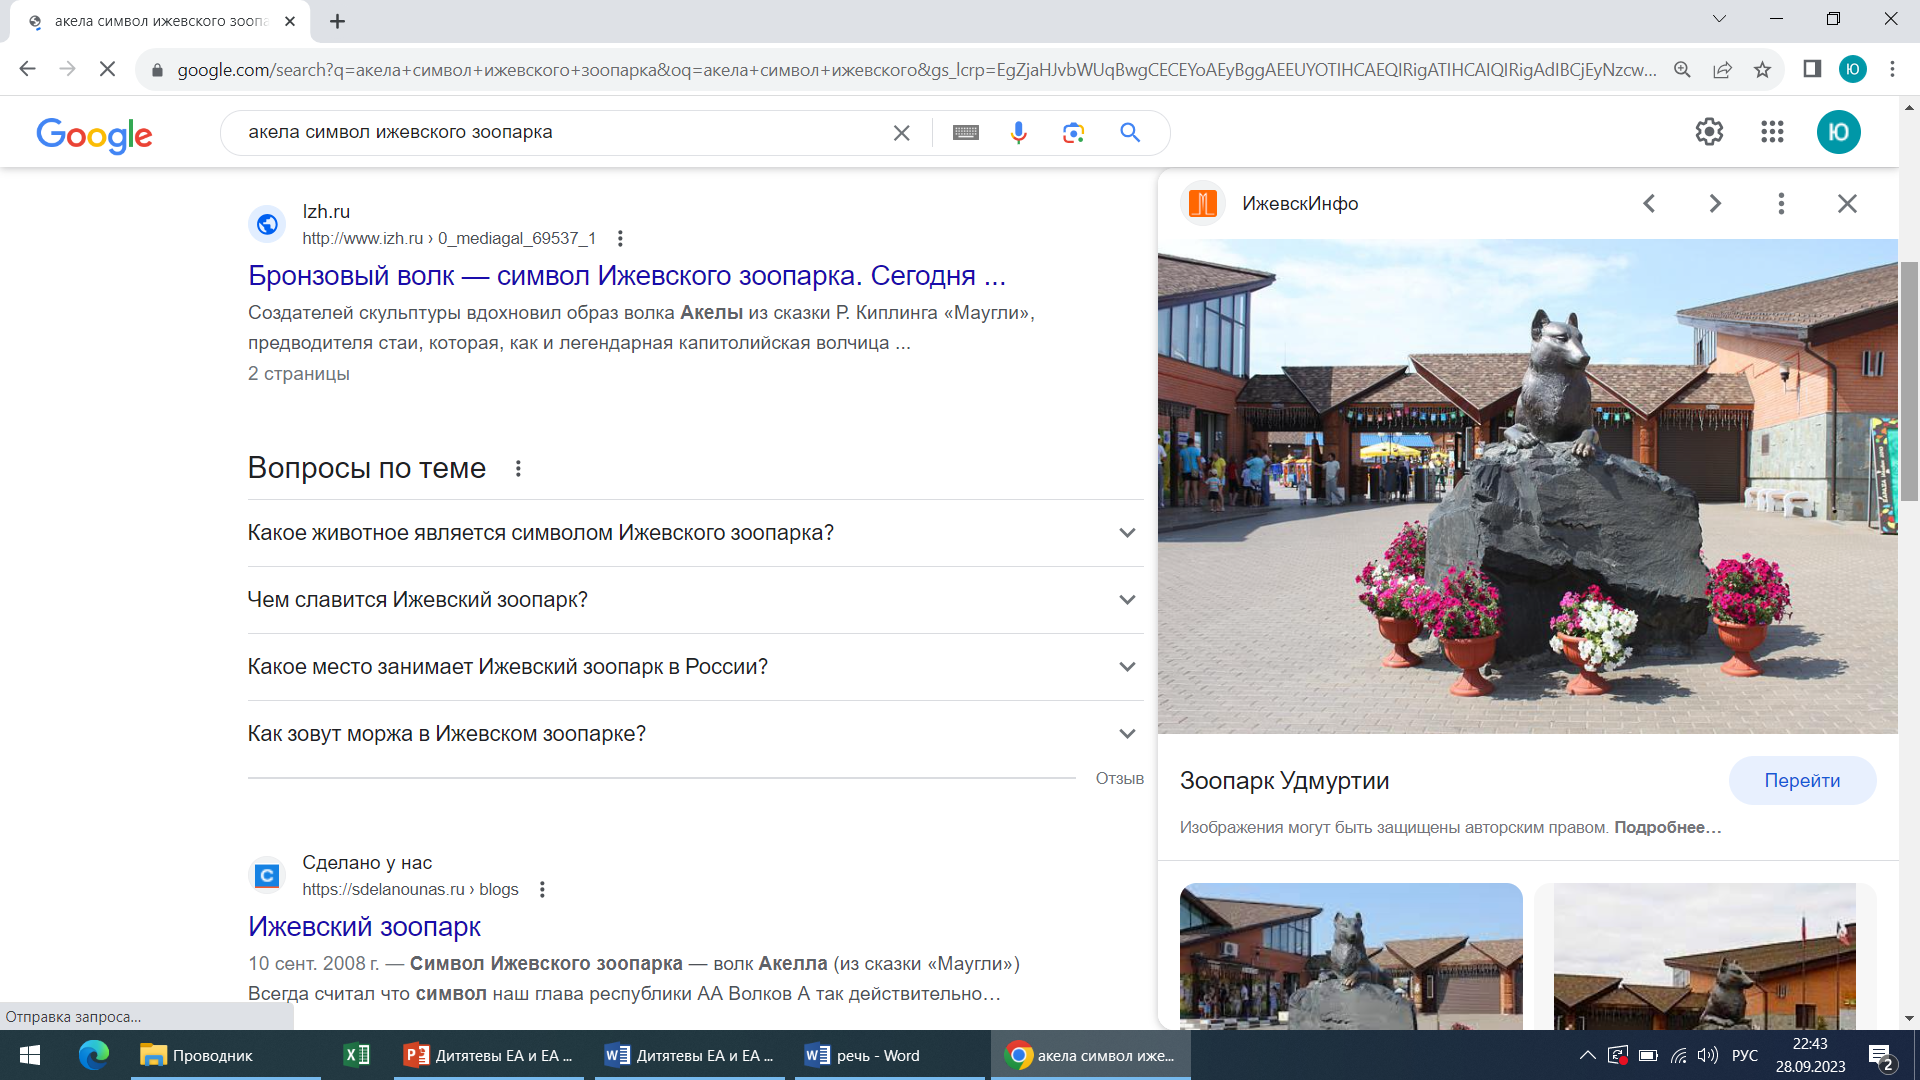 акела символ ижевского зоопа
google.com/search?q=акела+символ+ижевского+зоопарка&oq=акела+символ+ижевского&gs_lcrp=EgZjaHJvbWUqBwgCECEYoAEyBggAEEUYOTIHCAEQIRigATIHCAIQIRigAdIBCjEyNzcw...
Ю
Google
акела символ ижевского зоопарка
Ю
Izh.ru
http://www.izh.ru › 0_mediagal_69537_1
Бронзовый волк — символ Ижевского зоопарка. Сегодня ...
Создателей скульптуры вдохновил образ волка Акелы из сказки Р. Киплинга «Маугли»,
предводителя стаи, которая, как и легендарная капитолийская волчица ...
2 страницы
Вопросы по теме
Какое животное является символом Ижевского зоопарка?
Чем славится Ижевский зоопарк?
Какое место занимает Ижевский зоопарк в России?
Как зовут моржа в Ижевском зоопарке?
Отзыв
С
Сделано у нас
https://sdelanounas.ru › blogs
Ижевский зоопарк
10 сент. 2008 г. — Символ Ижевского зоопарка — волк Акелла (из сказки «Маугли»)
Всегда считал что символ наш глава республики АА Волков А так действительно…
ИжевскИнфо
Зоопарк Удмуртии
Перейти
Изображения могут быть защищены авторским правом. Подробнее…
Отправка запроса...
Проводник
Дитятевы ЕА и ЕА ...
Дитятевы ЕА и ЕА ...
речь - Word
акела символ иже...
РУС
22:43
28.09.2023
2